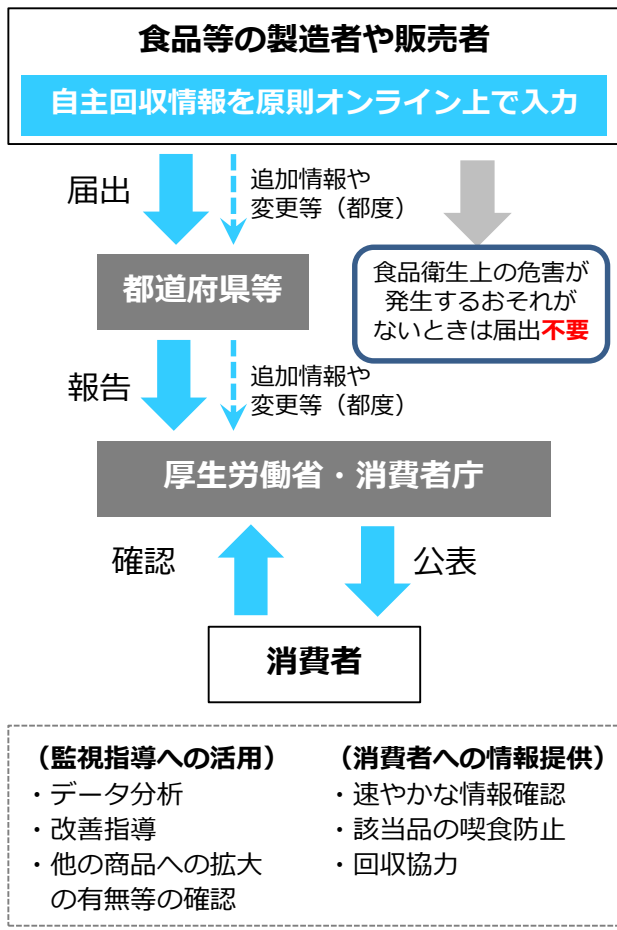 食品等の製造者や販売者
自主回収情報を原則オンライン上で入力
届出
追加情報や
変更等（都度）
都道府県等
食品衛生上の危害が
発生するおそれが
ないときは届出不要
報告
追加情報や
変更等（都度）
厚生労働省・消費者庁
確認
公表
消費者
（監視指導への活用）
・データ分析
・改善指導
・他の商品への拡大
の有無等の確認
（消費者への情報提供）
・速やかな情報確認
・該当品の喫食防止
・回収協力